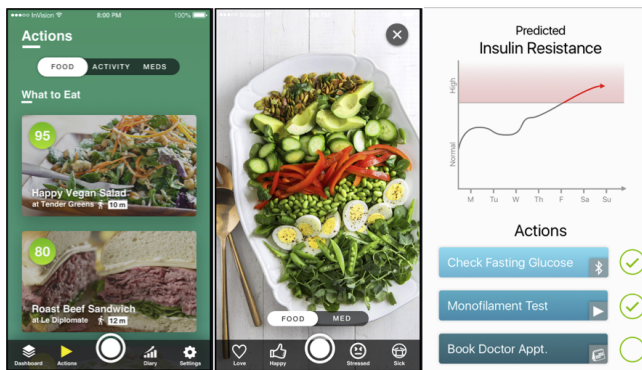 InVision
8:00 PM
100%
Actions
FOOD ACTIVITY MEDS
What to Eat
95
Happy Vegan Salad
at Tender Greens 10 m
80
Roast Beef Sandwich
at Le Diplomate 12 m
Dashboard Actions Diary Settings
InVision
FOOD MED
Love Happy Stressed Sick
Predicted
Insulin Resistance
High
Normal
M Tu W Th F Sa Su
Actions
Check Fasting Glucose
Monofilament Test
Book Doctor Appt.